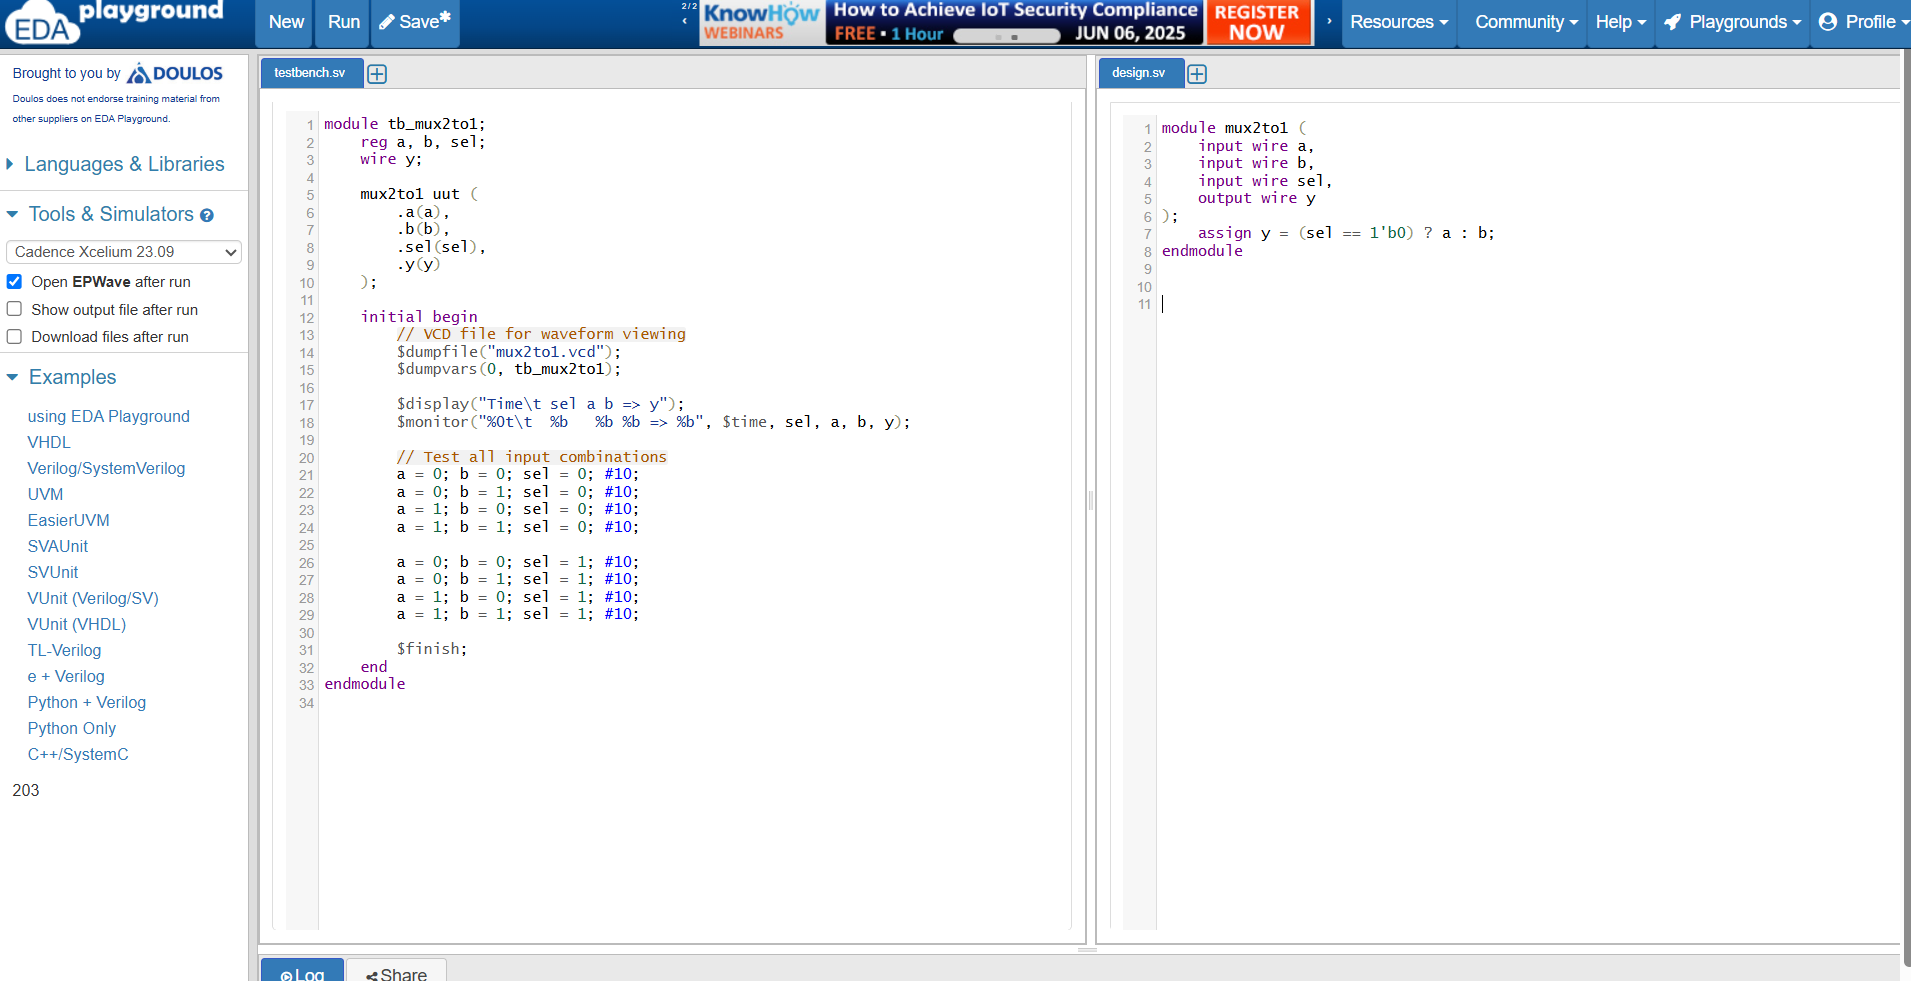 EDA playground
New
Run
Save*
2/2
KnowHow
WEBINARS
How to Achieve IoT Security Compliance
FREE ▪ 1 Hour
JUN 06, 2025
REGISTER
NOW
Resources
Community
Help
Playgrounds
Profile
Brought to you by DOULOS
Doulos does not endorse training material from
other suppliers on EDA Playground.
Languages & Libraries
Tools & Simulators
Cadence Xcelium 23.09
Open EPWave after run
Show output file after run
Download files after run
Examples
using EDA Playground
VHDL
Verilog/SystemVerilog
UVM
EasierUVM
SVAUnit
SVUnit
VUnit (Verilog/SV)
VUnit (VHDL)
TL-Verilog
e + Verilog
Python + Verilog
Python Only
C++/SystemC
203
testbench.sv
1 module tb_mux2to1;
2     reg a, b, sel;
3     wire y;
4
5     mux2to1 uut (
6         .a(a),
7         .b(b),
8         .sel(sel),
9         .y(y)
10     );
11
12     initial begin
13         // VCD file for waveform viewing
14         $dumpfile("mux2to1.vcd");
15         $dumpvars(0, tb_mux2to1);
16
17         $display("Time\t sel a b => y");
18         $monitor("%0t\t  %b   %b %b => %b", $time, sel, a, b, y);
19
20         // Test all input combinations
21         a = 0; b = 0; sel = 0; #10;
22         a = 0; b = 1; sel = 0; #10;
23         a = 1; b = 0; sel = 0; #10;
24         a = 1; b = 1; sel = 0; #10;
25
26         a = 0; b = 0; sel = 1; #10;
27         a = 0; b = 1; sel = 1; #10;
28         a = 1; b = 0; sel = 1; #10;
29         a = 1; b = 1; sel = 1; #10;
30
31         $finish;
32     end
33 endmodule
34
design.sv
1 module mux2to1 (
2     input wire a,
3     input wire b,
4     input wire sel,
5     output wire y
6 );
7     assign y = (sel == 1'b0) ? a : b;
8 endmodule
9
10
11
Log
Share